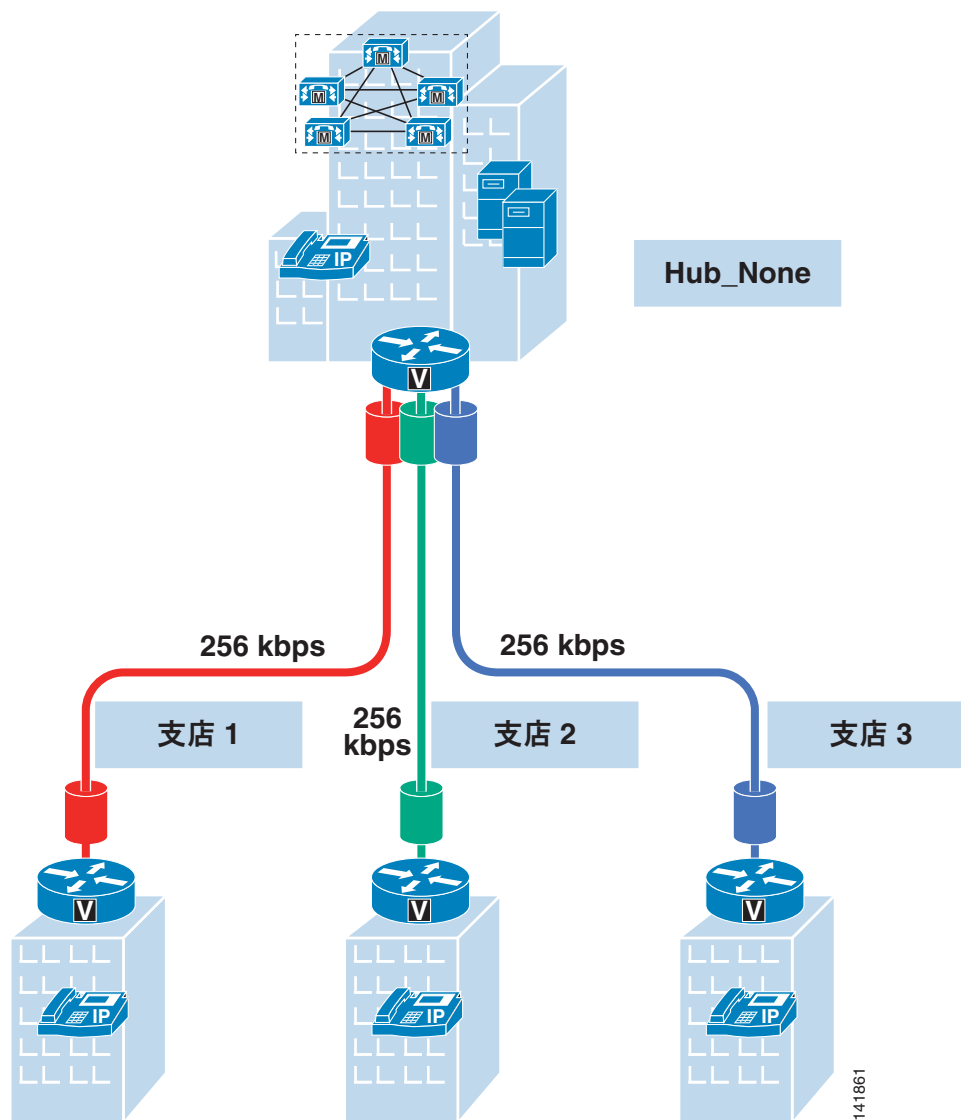 M
M
M
M
M
IP
Hub_None
V
256 kbps
256 kbps
支店 1
256
kbps
支店 2
支店 3
V
V
V
IP
IP
IP
141861